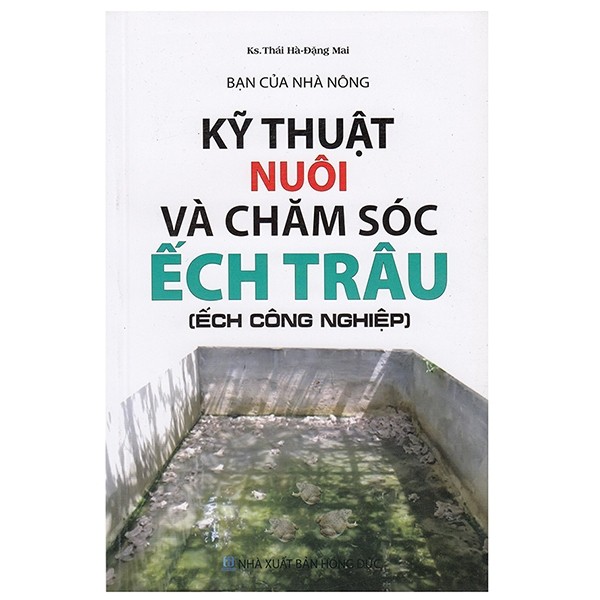 Ks. Thái Hà-Đặng Mai
BẠN CỦA NHÀ NÔNG
KỸ THUẬT
NUÔI
VÀ CHĂM SÓC
ẾCH TRÂU
(ẾCH CÔNG NGHIỆP)
NHÀ XUẤT BẢN HỒNG ĐỨC